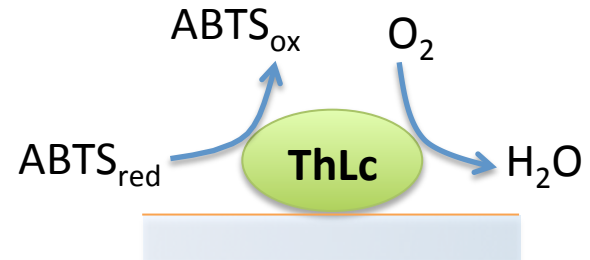 ABTSox
O2
ABTSred
ThLc
H2O